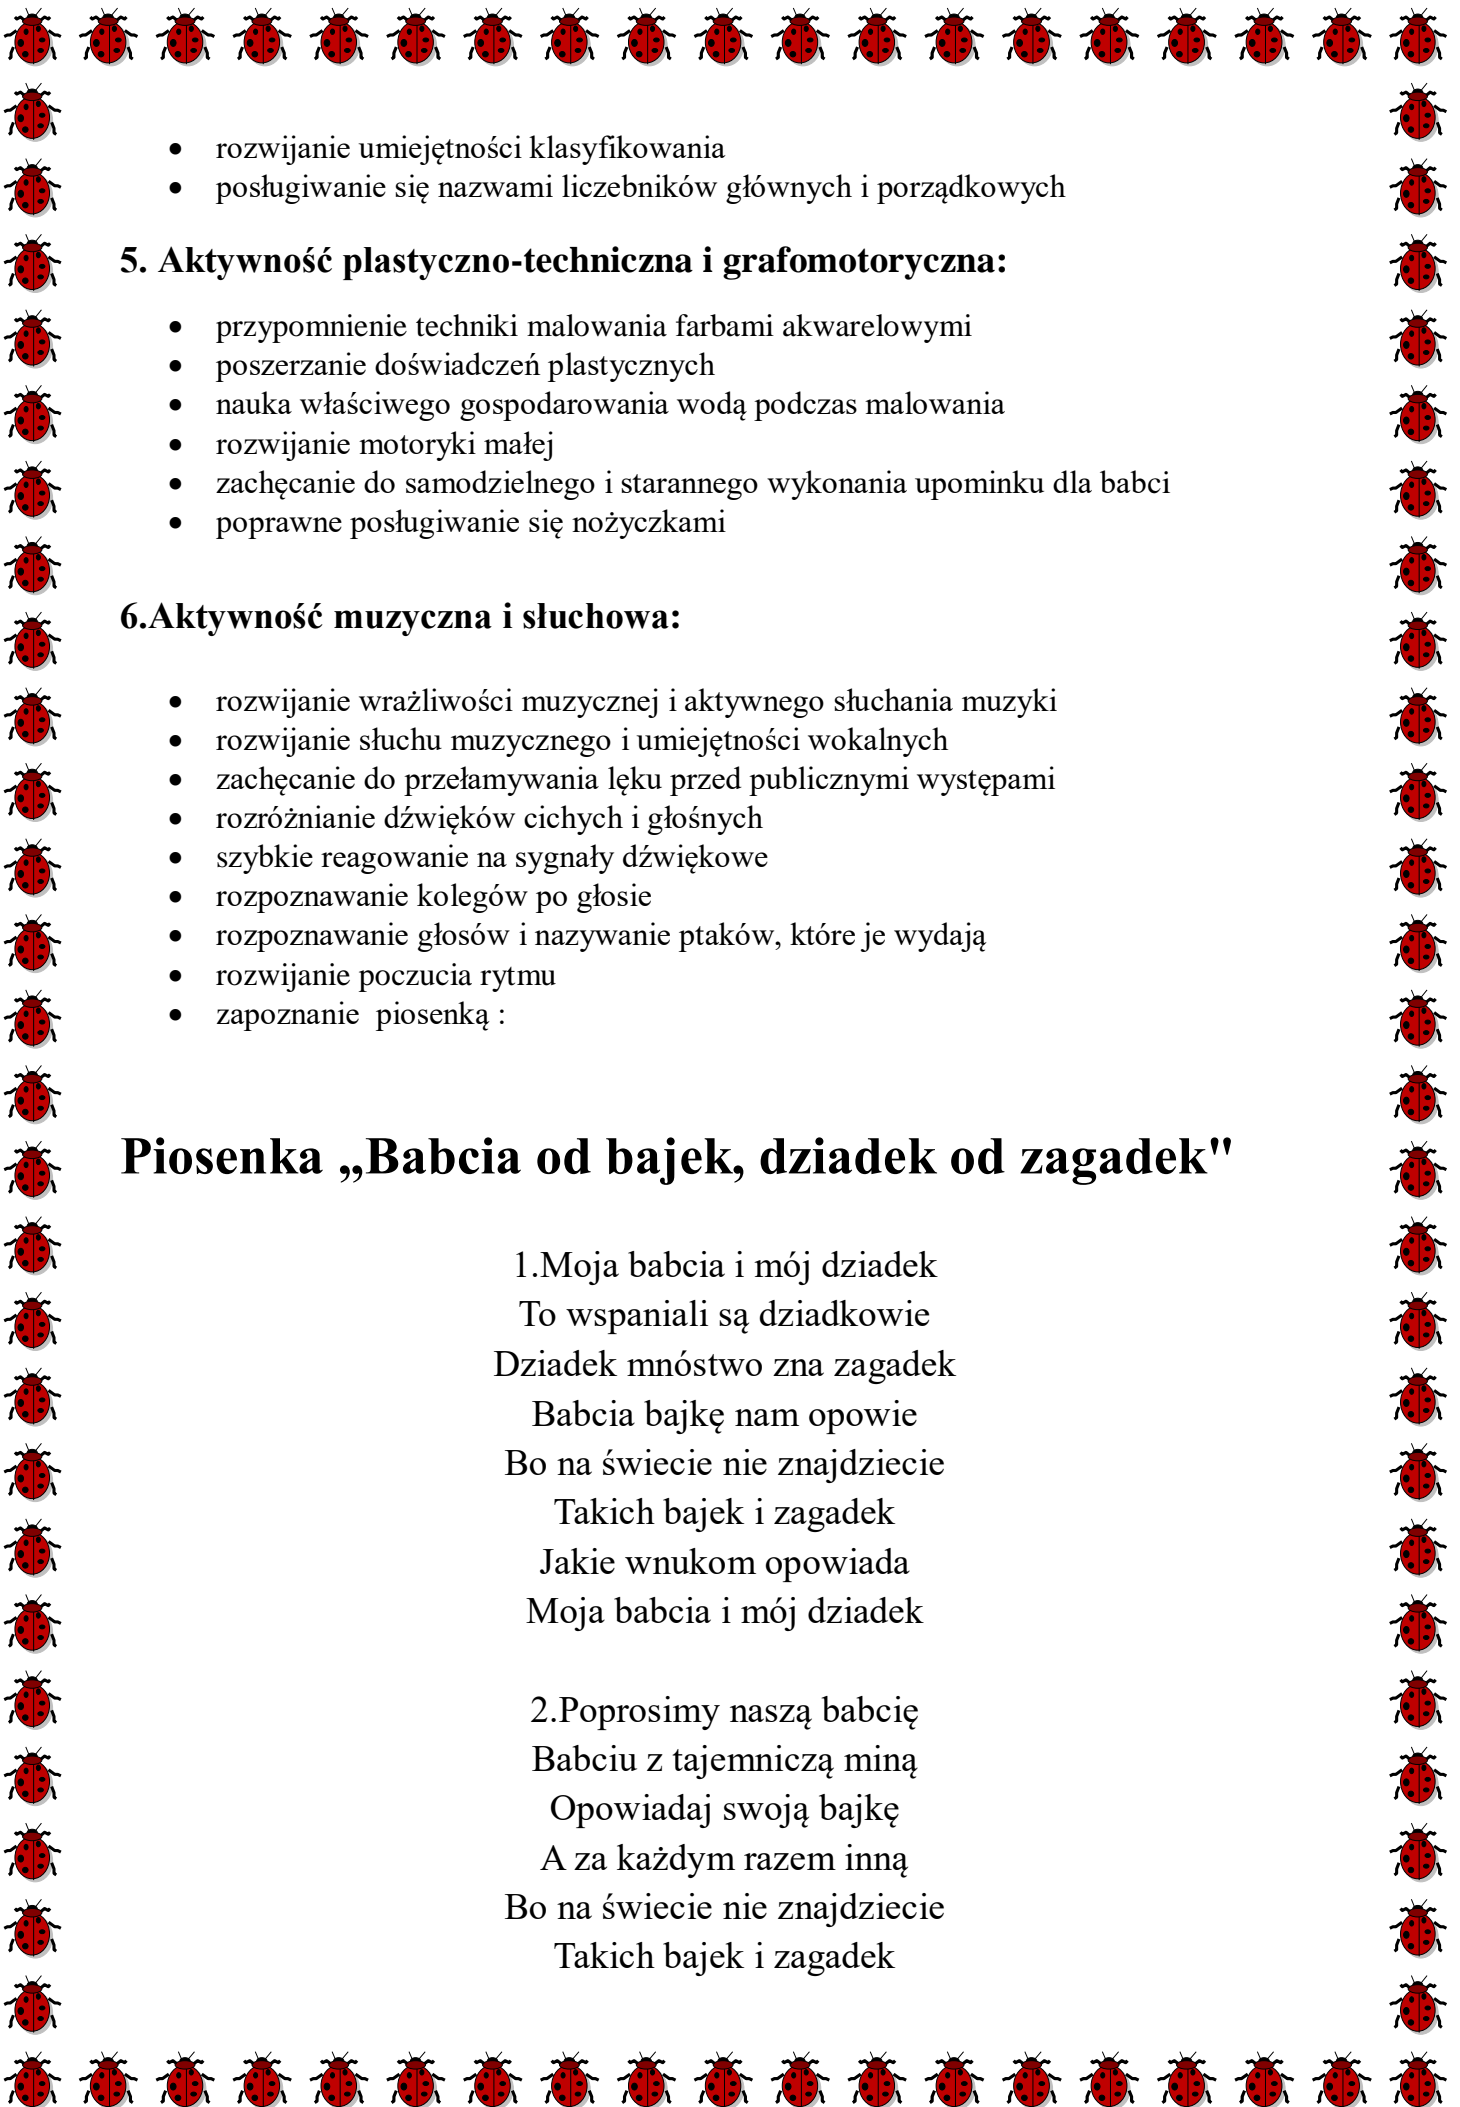 • rozwijanie umiejętności klasyfikowania
• posługiwanie się nazwami liczebników głównych i porządkowych
5. Aktywność plastyczno-techniczna i grafomotoryczna:
• przypomnienie techniki malowania farbami akwarelowymi
• poszerzanie doświadczeń plastycznych
• nauka właściwego gospodarowania wodą podczas malowania
• rozwijanie motoryki małej
• zachęcanie do samodzielnego i starannego wykonania upominku dla babci
• poprawne posługiwanie się nożyczkami
6.Aktywność muzyczna i słuchowa:
• rozwijanie wrażliwości muzycznej i aktywnego słuchania muzyki
• rozwijanie słuchu muzycznego i umiejętności wokalnych
• zachęcanie do przełamywania lęku przed publicznymi występami
• rozróżnianie dźwięków cichych i głośnych
• szybkie reagowanie na sygnały dźwiękowe
• rozpoznawanie kolegów po głosie
• rozpoznawanie głosów i nazywanie ptaków, które je wydają
• rozwijanie poczucia rytmu
• zapoznanie  piosenką :
Piosenka „Babcia od bajek, dziadek od zagadek"
1.Moja babcia i mój dziadek
To wspaniali są dziadkowie
Dziadek mnóstwo zna zagadek
Babcia bajkę nam opowie
Bo na świecie nie znajdziecie
Takich bajek i zagadek
Jakie wnukom opowiada
Moja babcia i mój dziadek
2.Poprosimy naszą babcię
Babciu z tajemniczą miną
Opowiadaj swoją bajkę
A za każdym razem inną
Bo na świecie nie znajdziecie
Takich bajek i zagadek